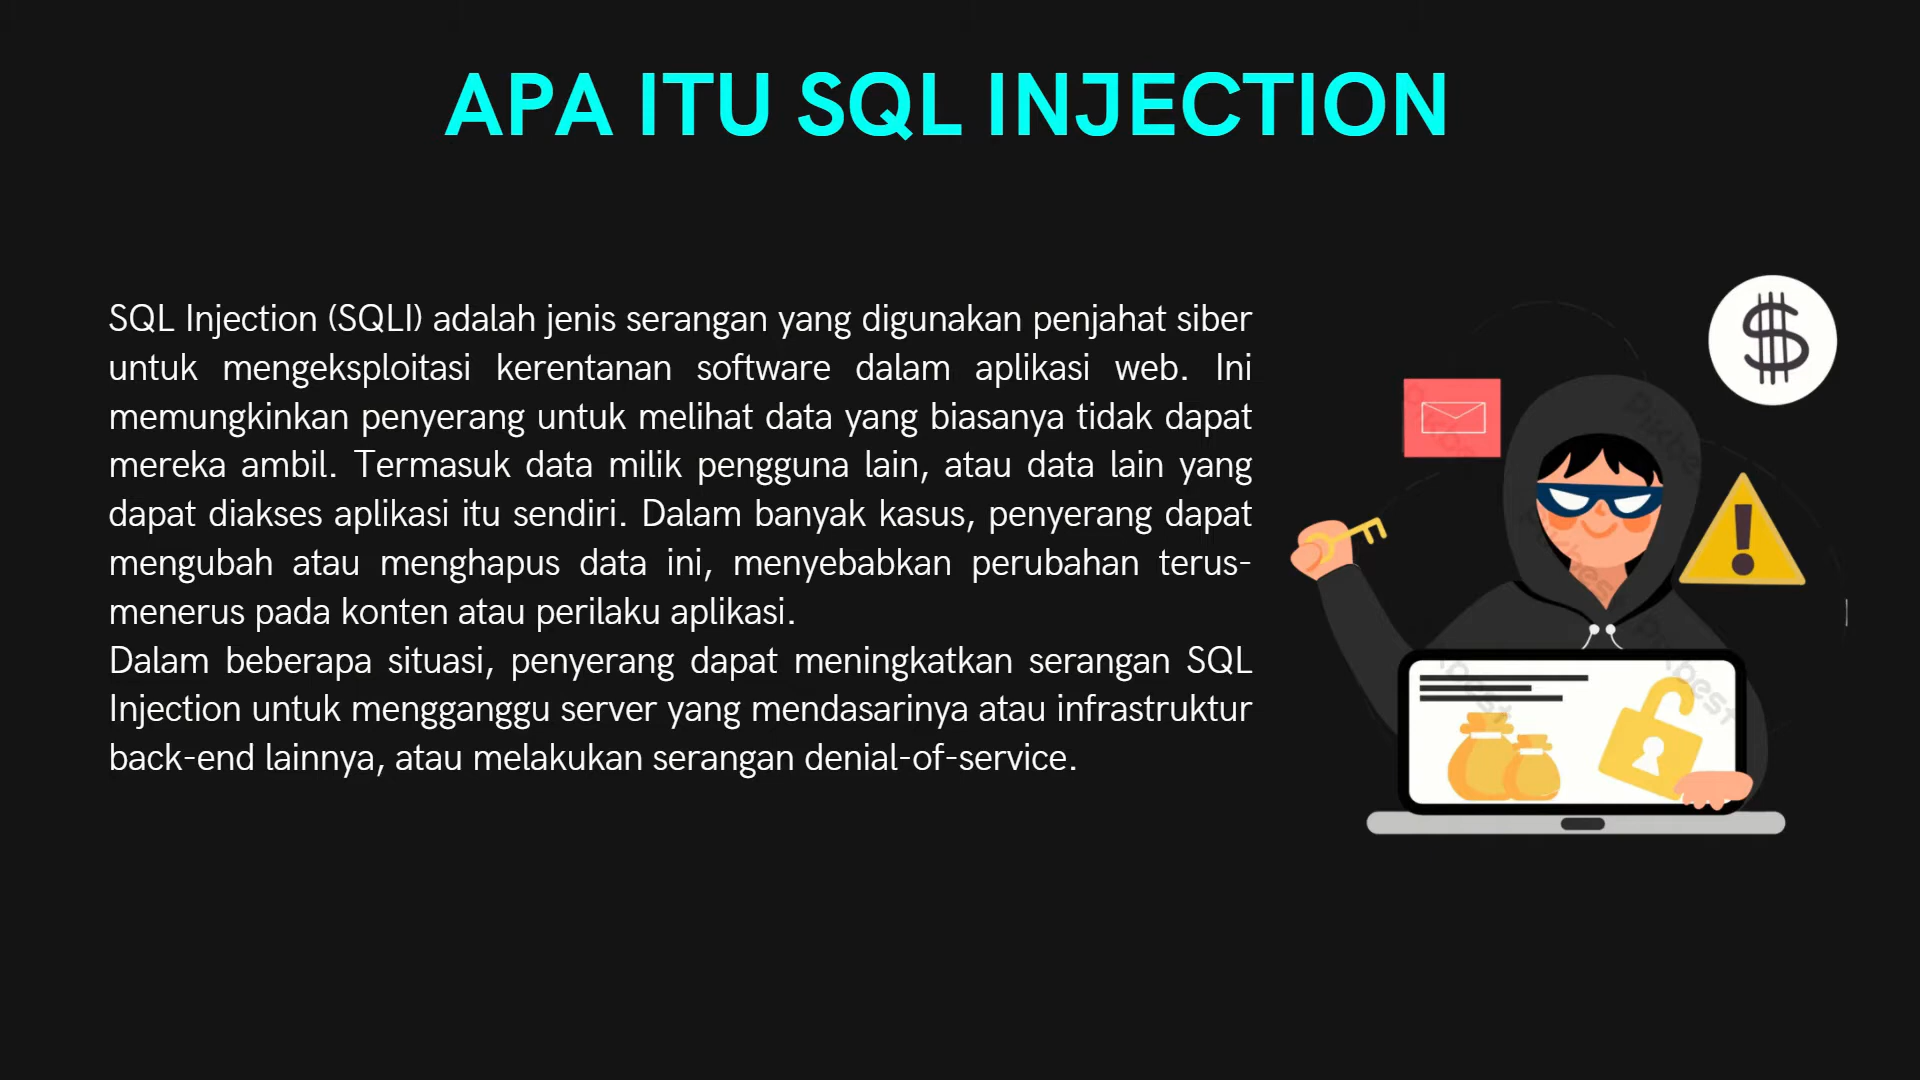 APA ITU SQL INJECTION
SQL Injection (SQLI) adalah jenis serangan yang digunakan penjahat siber
untuk mengeksploitasi kerentanan software dalam aplikasi web. Ini
memungkinkan penyerang untuk melihat data yang biasanya tidak dapat
mereka ambil. Termasuk data milik pengguna lain, atau data lain yang
dapat diakses aplikasi itu sendiri. Dalam banyak kasus, penyerang dapat
mengubah atau menghapus data ini, menyebabkan perubahan terus-
menerus pada konten atau perilaku aplikasi.
Dalam beberapa situasi, penyerang dapat meningkatkan serangan SQL
Injection untuk mengganggu server yang mendasarinya atau infrastruktur
back-end lainnya, atau melakukan serangan denial-of-service.